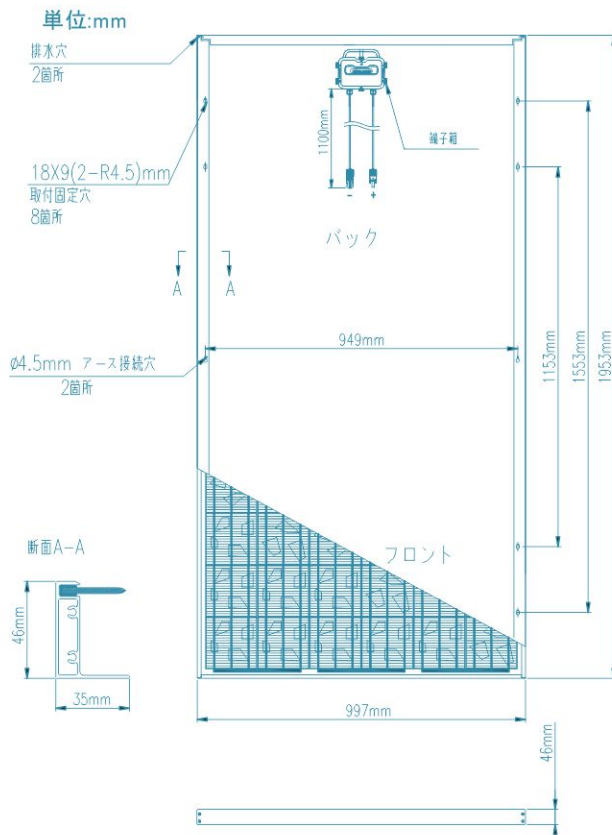 単位:mm
排水穴
2箇所
1100mm
端子箱
- +
18X9(2-R4.5)mm
取付固定穴
8箇所
バック
A A
949mm
Ø4.5mm アース接続穴
2箇所
1153mm
1553mm
1953mm
断面A-A
フロント
46mm
35mm
997mm
46mm